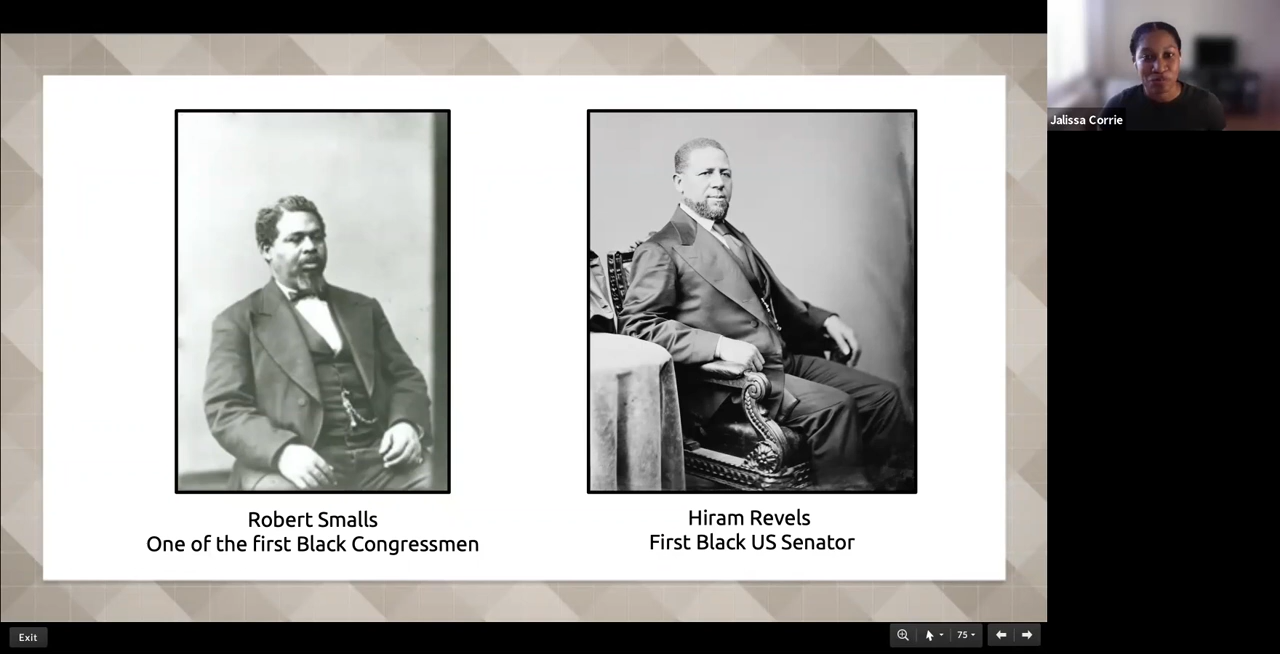 Jalissa Corrie
Robert Smalls
One of the first Black Congressmen
Hiram Revels
First Black US Senator
Exit
75